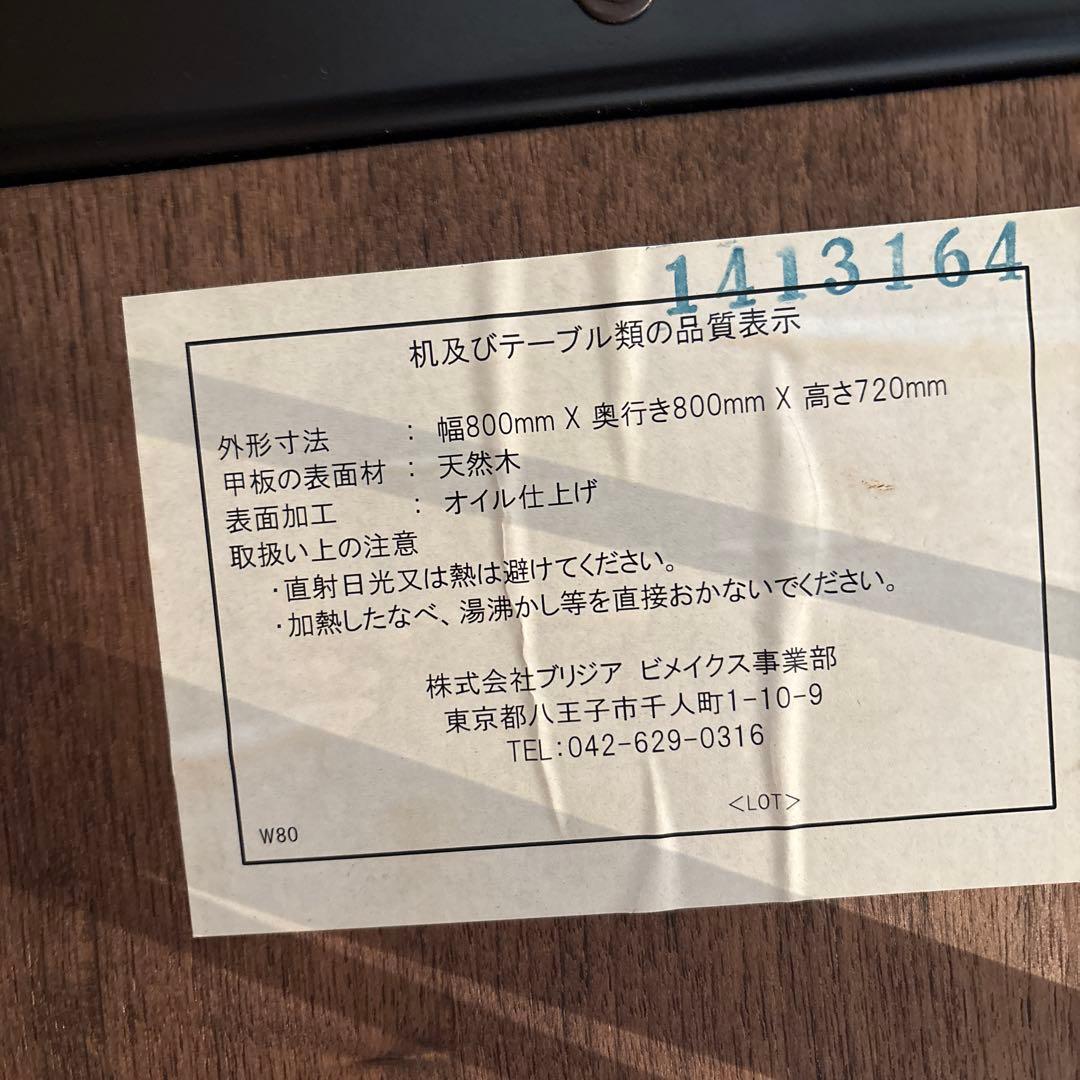 1413164
机及びテーブル類の品質表示
外形寸法 : 幅800mm X 奥行き800mm X 高さ720mm
甲板の表面材 : 天然木
表面加工 : オイル仕上げ
取扱い上の注意
・直射日光又は熱は避けてください。
・加熱したなべ、湯沸かし等を直接おかないでください。
株式会社ブリジア ビメイクス事業部
東京都八王子市千人町1-10-9
TEL:042-629-0316
<LOT>
W80